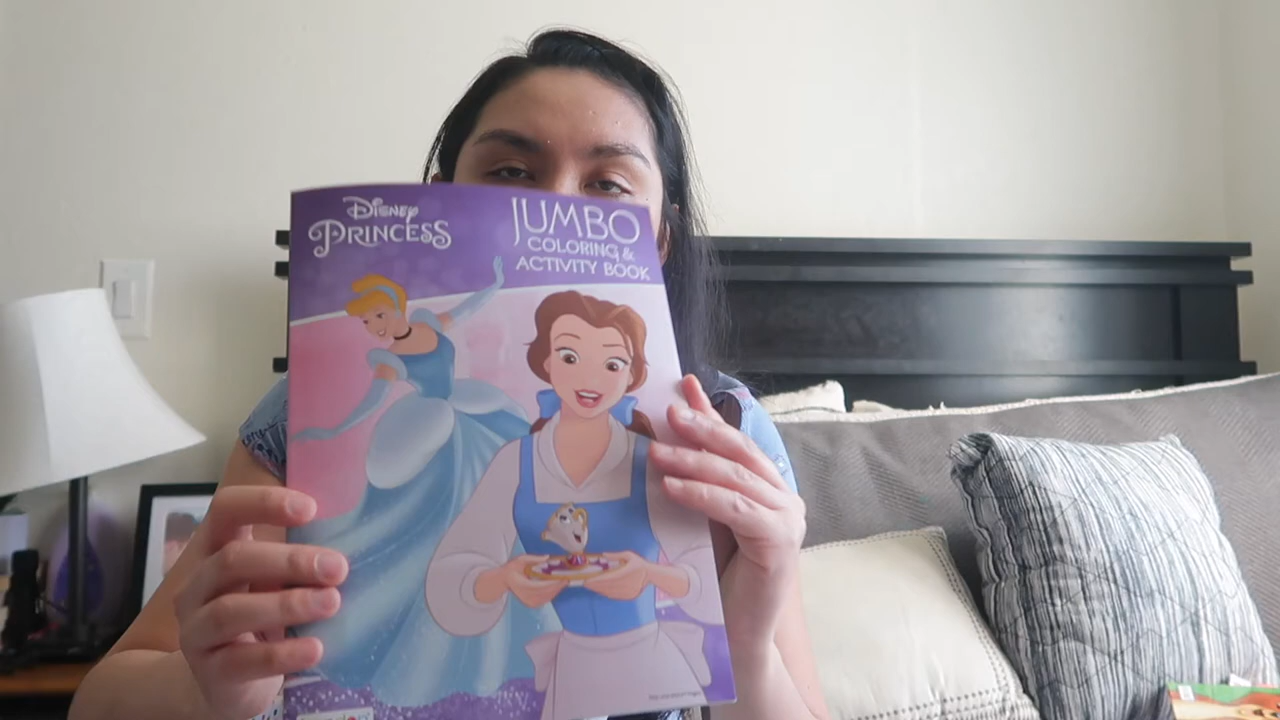 DISNEY
PRINCESS
JUMBO
COLORING &
ACTIVITY BOOK